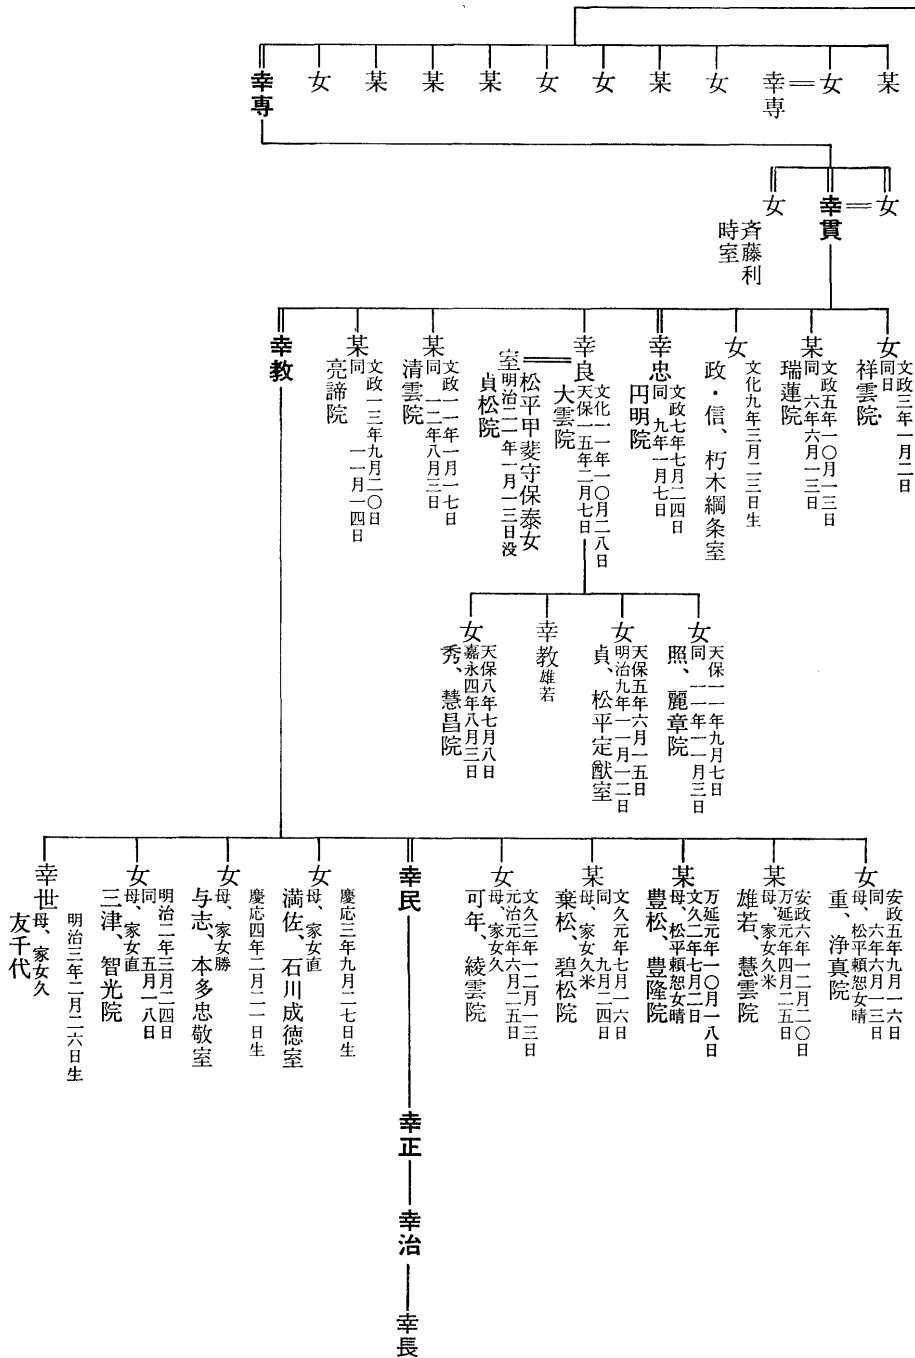 某
女
幸専
女
某
女
女
某
某
某
女
幸専
女
幸貫
女
斉藤利
時室
女
文政三年一月二日
同日
祥雲院
某
文政五年一〇月一三日
同 六年六月一三日
瑞蓮院
女
文化九年三月二三日生
政・信、朽木綱条室
幸忠
文政七年七月二四日
同 九年一月七日
円明院
幸良
文化一一年一〇月二八日
天保一五年二月七日
大雲院
松平甲斐守保泰女
室
明治二一年一月一三日没
貞松院
某
文政一一年一月一七日
同 一二年八月三日
清雲院
某
文政一三年九月二〇日
同 一一月一四日
亮諦院
幸教
女
天保一一年九月七日
同 一一年一一月三日
照、麗章院
女
天保五年六月一五日
明治九年一一月一二日
貞、松平定猷室
幸教
雄若
女
天保八年七月八日
嘉永四年八月三日
秀、慧昌院
女
安政五年九月一六日
同 六年六月一三日
母、松平頼恕女晴
重、浄真院
某
安政六年一二月二〇日
万延元年四月二五日
母、家女久米
雄若、慧雲院
某
万延元年一〇月一八日
文久二年七月二日
母、松平頼恕女晴
豊松、豊隆院
某
文久元年七月一六日
同 九月二四日
母、家女久米
棄松、碧松院
女
文久三年一二月一三日
元治元年六月二五日
母、家女久
可年、綾雲院
幸民
女
慶応三年九月二七日生
母、家女直
満佐、石川成徳室
女
慶応四年二月二一日生
母、家女勝
与志、本多忠敬室
女
明治二年三月二四日
同 五月一八日
母、家女直
三津、智光院
幸世
明治三年二月二六日生
母、家女久
友千代
幸正
幸治
幸長